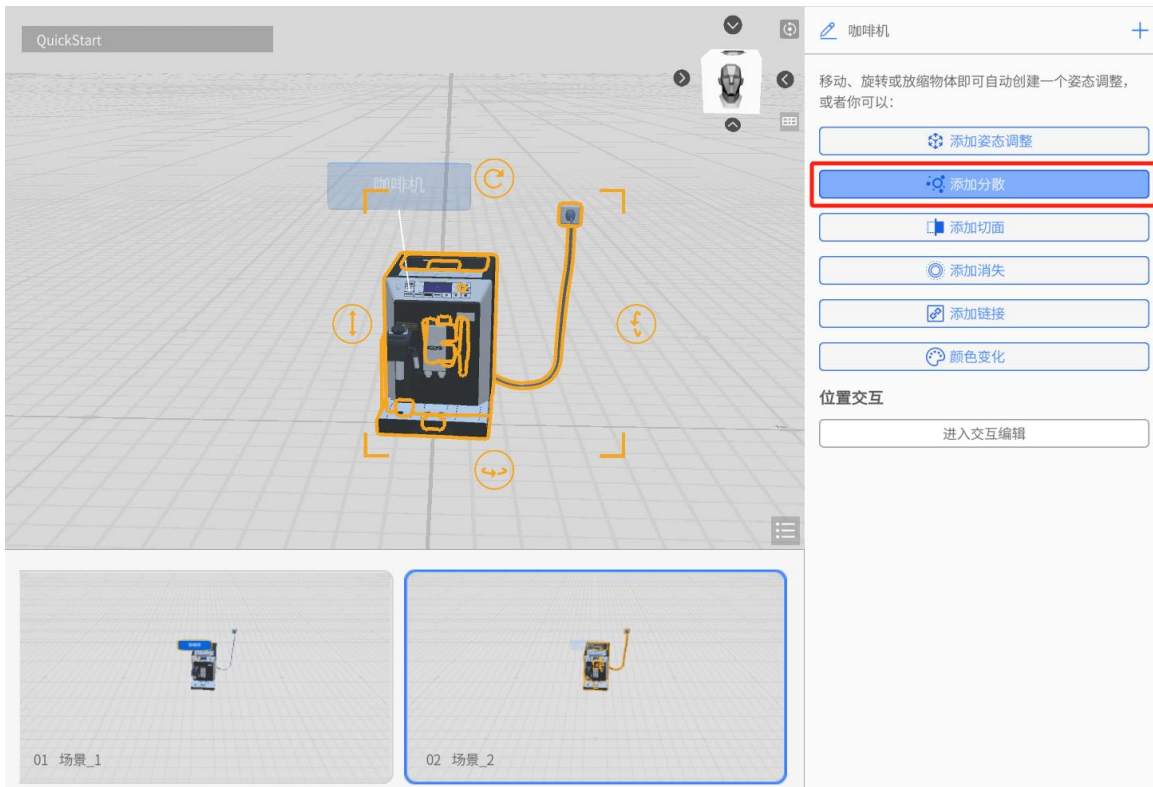 QuickStart
咖啡机
咖啡机
移动、旋转或放缩物体即可自动创建一个姿态调整，
或者你可以：
添加姿态调整
添加分散
添加切面
添加消失
添加链接
颜色变化
位置交互
进入交互编辑
01 场景_1
02 场景_2